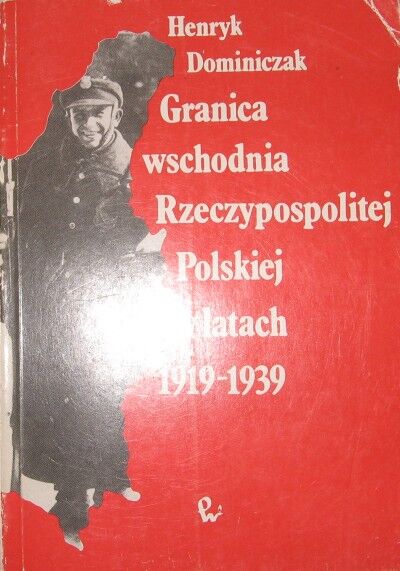 Henryk
Dominiczak
Granica
wschodnia
Rzeczypospolitej
Polskiej
latach
1919-1939